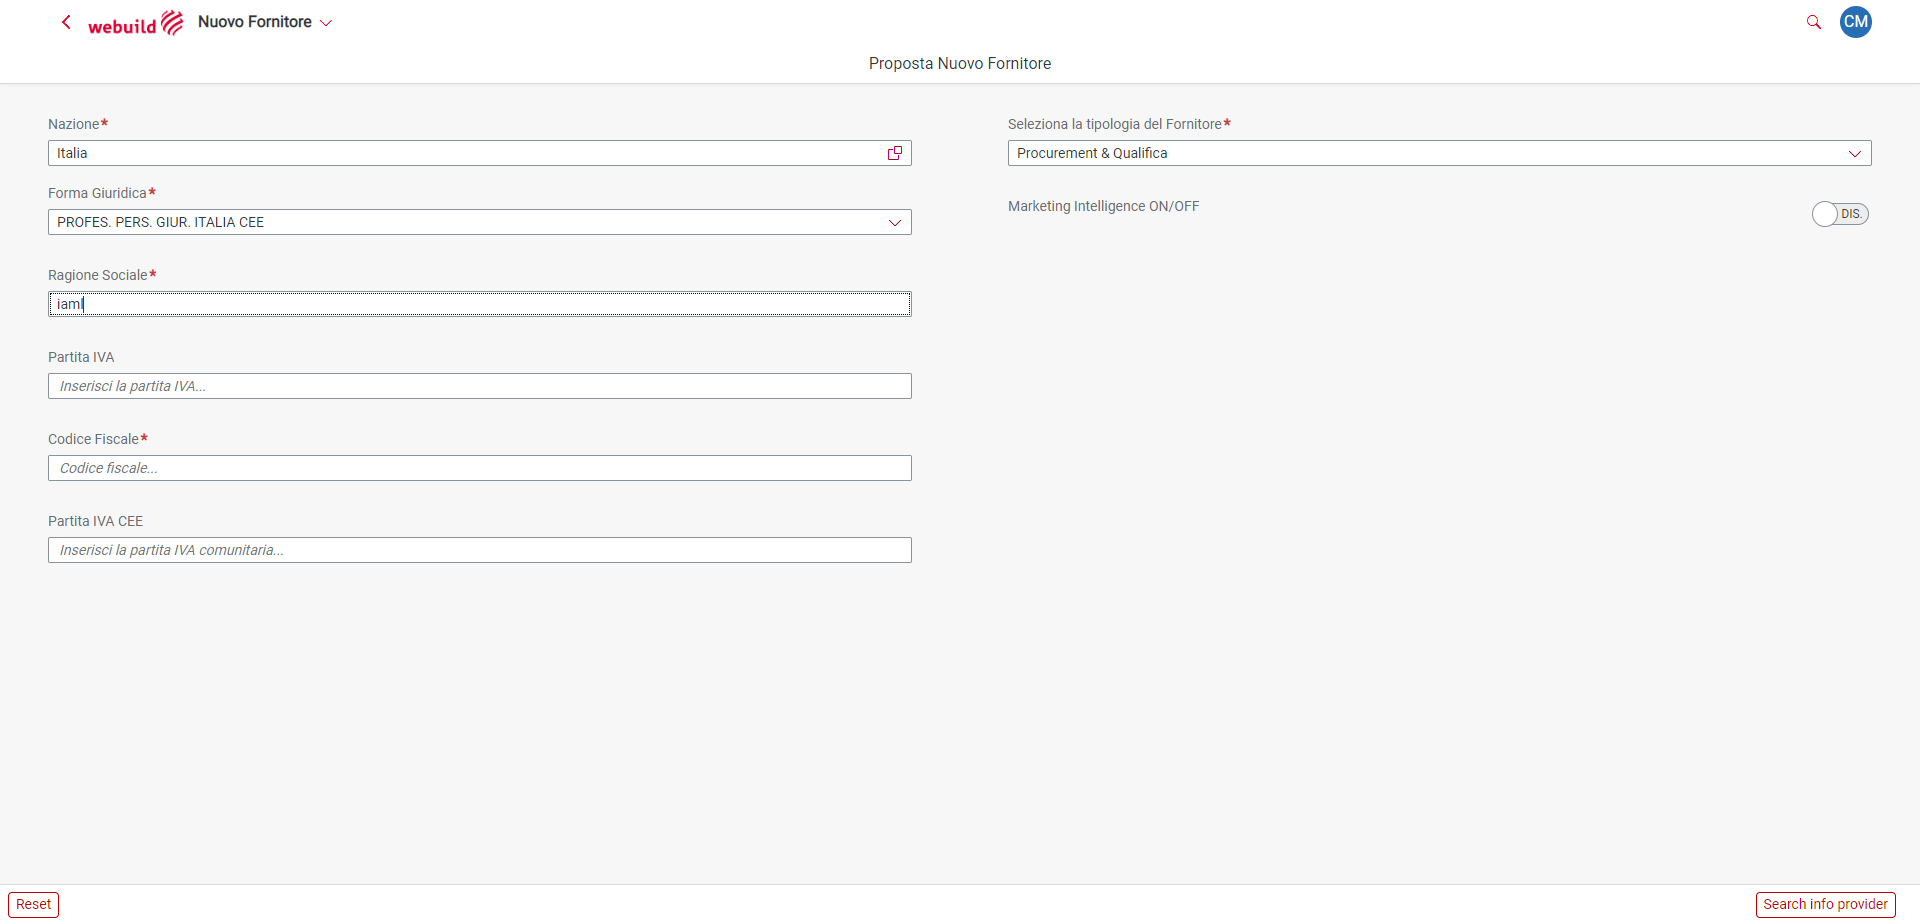 webuild Nuovo Fornitore
CM
Proposta Nuovo Fornitore
Nazione*
Italia
Forma Giuridica*
PROFES. PERS. GIUR. ITALIA CEE
Ragione Sociale*
iaml
Partita IVA
Inserisci la partita IVA...
Codice Fiscale*
Codice fiscale...
Partita IVA CEE
Inserisci la partita IVA comunitaria...
Seleziona la tipologia del Fornitore*
Procurement & Qualifica
Marketing Intelligence ON/OFF
DIS.
Reset
Search info provider